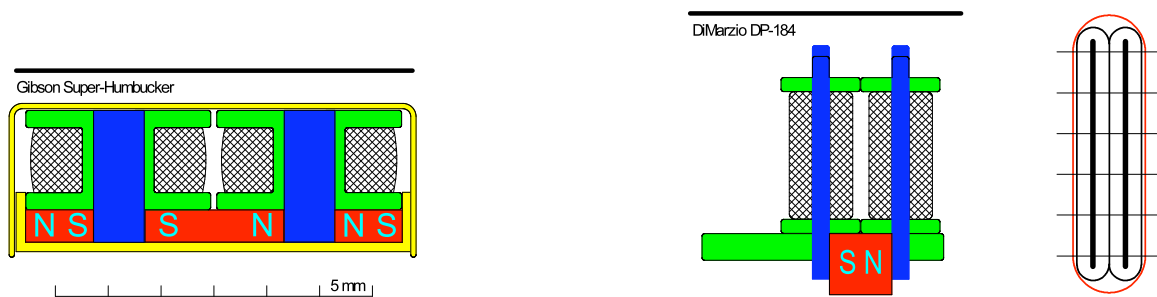 DiMarzio DP-184
Gibson Super-Humbucker
N S S N N S
S N
5 mm